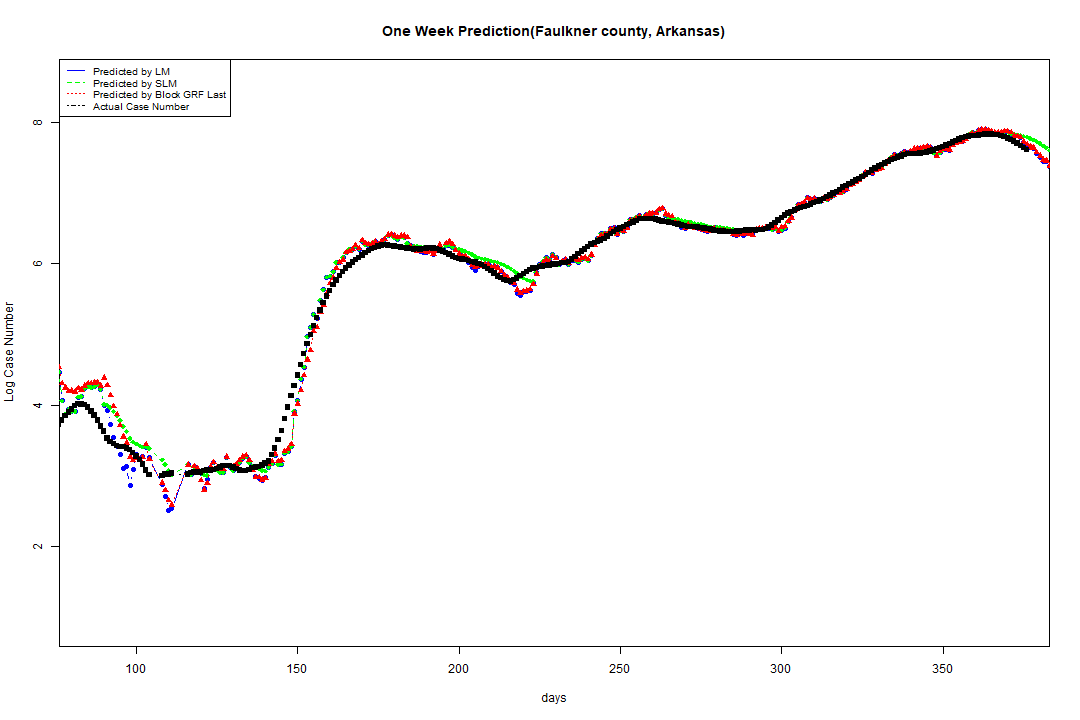 One Week Prediction(Faulkner county, Arkansas)
Predicted by LM
Predicted by SLM
Predicted by Block GRF Last
Actual Case Number
8
6
4
2
Log Case Number
100 150 200 250 300 350
days